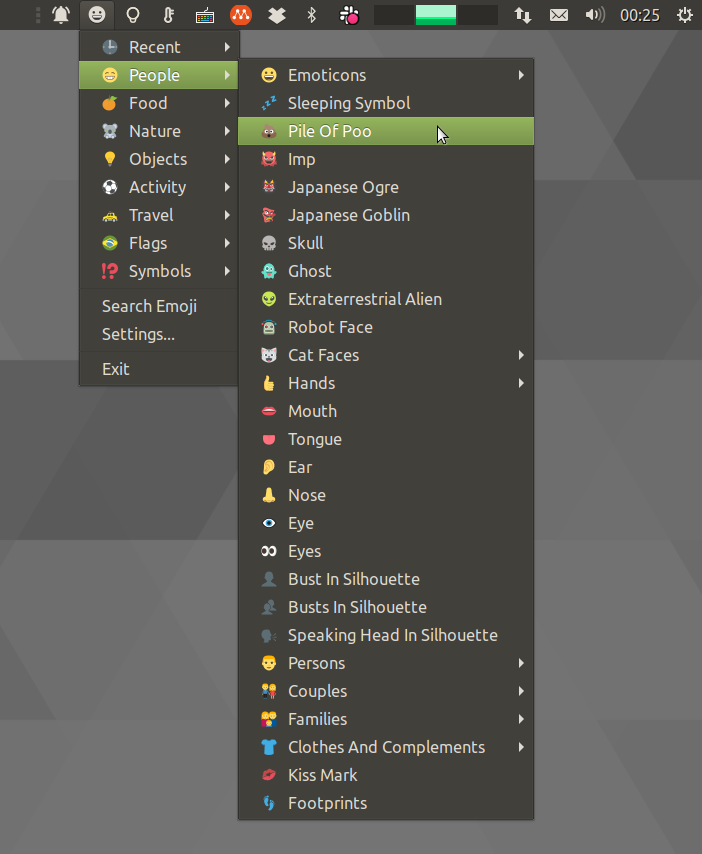 00:25
Recent
People
Food
Nature
Objects
Activity
Travel
Flags
Symbols
Search Emoji
Settings...
Exit
Emoticons
Sleeping Symbol
Pile Of Poo
Imp
Japanese Ogre
Japanese Goblin
Skull
Ghost
Extraterrestrial Alien
Robot Face
Cat Faces
Hands
Mouth
Tongue
Ear
Nose
Eye
Eyes
Bust In Silhouette
Busts In Silhouette
Speaking Head In Silhouette
Persons
Couples
Families
Clothes And Complements
Kiss Mark
Footprints